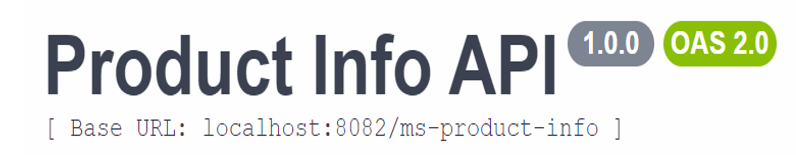 Product Info API 1.0.0 OAS 2.0
[ Base URL: localhost:8082/ms-product-info ]